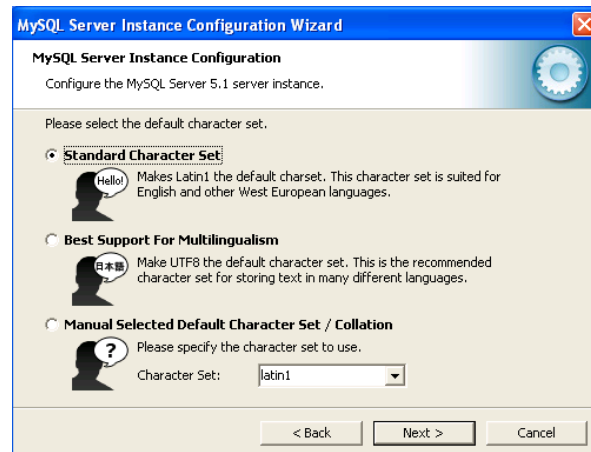 MySQL Server Instance Configuration Wizard
MySQL Server Instance Configuration
Configure the MySQL Server 5.1 server instance.
Please select the default character set.
Standard Character Set
Hello!
Makes Latin1 the default charset. This character set is suited for
English and other West European languages.
Best Support For Multilingualism
日本語
Make UTF8 the default character set. This is the recommended
character set for storing text in many different languages.
Manual Selected Default Character Set / Collation
?
Please specify the character set to use.
Character Set: latin1
< Back Next > Cancel